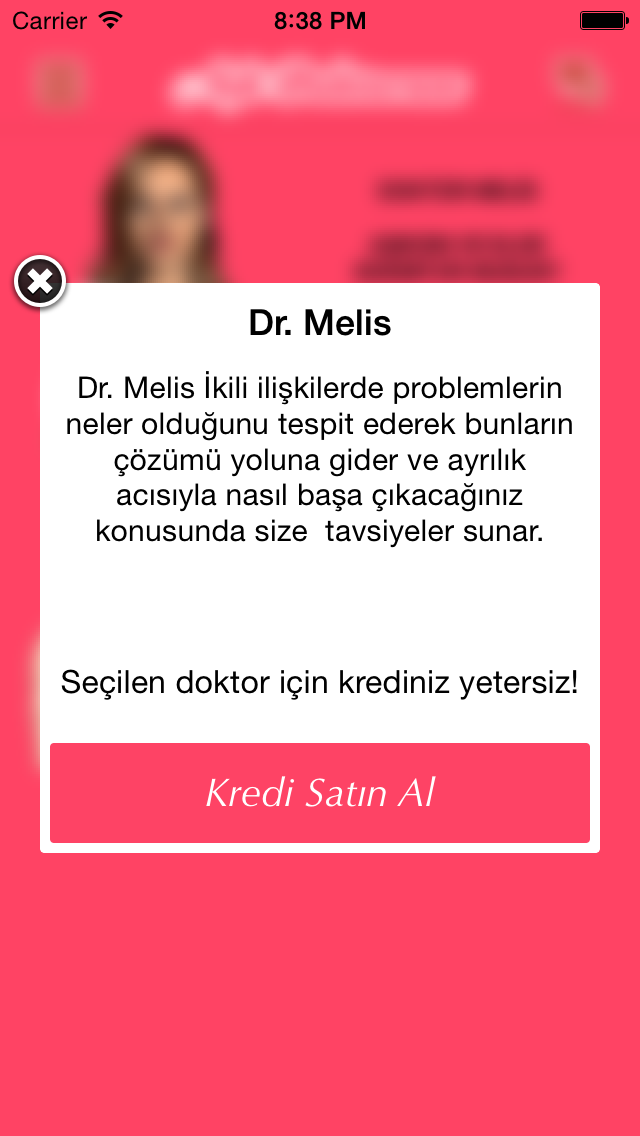 Carrier 8:38 PM
Dr. Melis
Dr. Melis İkili ilişkilerde problemlerin
neler olduğunu tespit ederek bunların
çözümü yoluna gider ve ayrılık
acısıyla nasıl başa çıkacağınız
konusunda size  tavsiyeler sunar.
Seçilen doktor için krediniz yetersiz!
Kredi Satın Al